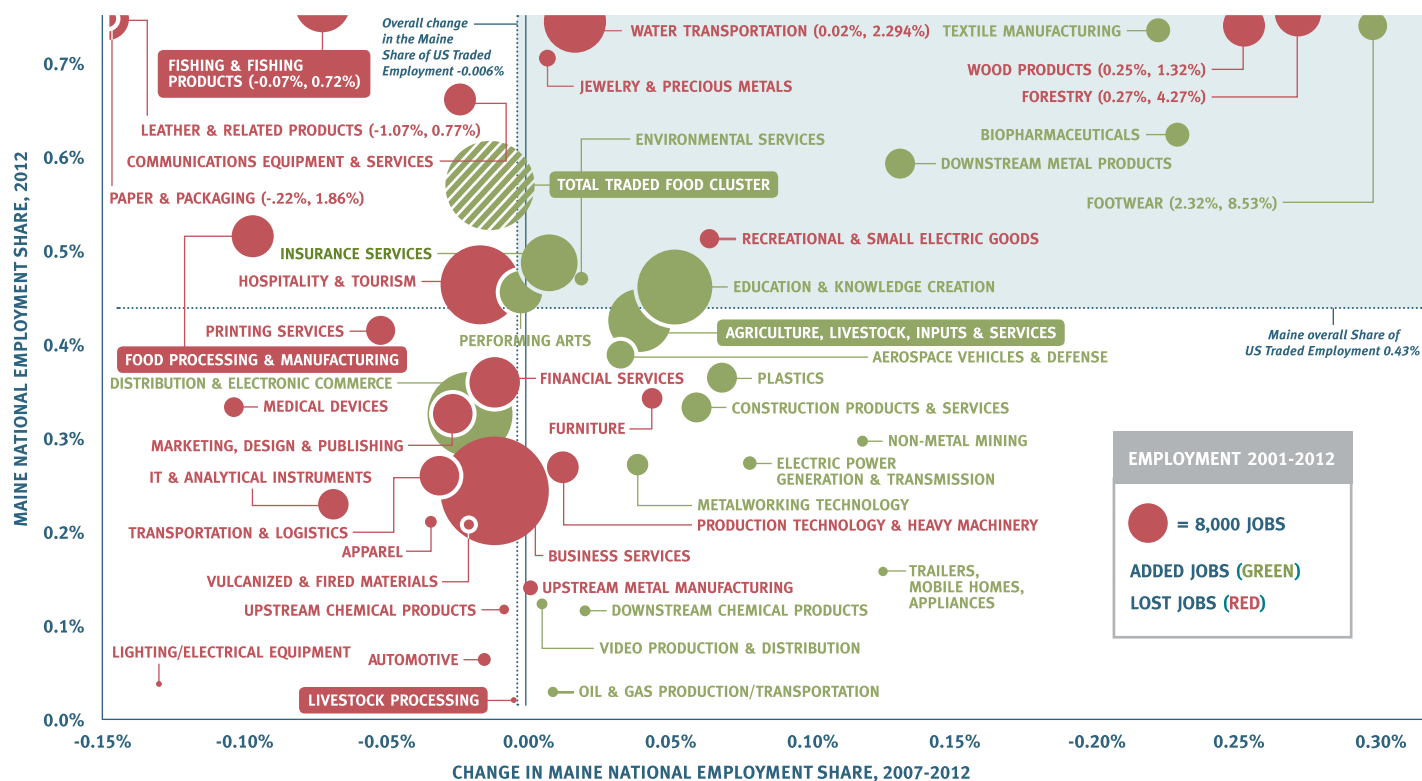 Overall change
in the Maine
Share of US Traded
Employment -0.006%
WATER TRANSPORTATION (0.02%, 2.294%)
TEXTILE MANUFACTURING
0.7%
FISHING & FISHING
PRODUCTS (-0.07%, 0.72%)
WOOD PRODUCTS (0.25%, 1.32%)
JEWELRY & PRECIOUS METALS
FORESTRY (0.27%, 4.27%)
LEATHER & RELATED PRODUCTS (-1.07%, 0.77%)
ENVIRONMENTAL SERVICES
BIOPHARMACEUTICALS
0.6%
COMMUNICATIONS EQUIPMENT & SERVICES
DOWNSTREAM METAL PRODUCTS
TOTAL TRADED FOOD CLUSTER
PAPER & PACKAGING (-.22%, 1.86%)
FOOTWEAR (2.32%, 8.53%)
RECREATIONAL & SMALL ELECTRIC GOODS
0.5%
INSURANCE SERVICES
HOSPITALITY & TOURISM
EDUCATION & KNOWLEDGE CREATION
PRINTING SERVICES
AGRICULTURE, LIVESTOCK, INPUTS & SERVICES
Maine overall Share of
US Traded Employment 0.43%
PERFORMING ARTS
0.4%
FOOD PROCESSING & MANUFACTURING
AEROSPACE VEHICLES & DEFENSE
DISTRIBUTION & ELECTRONIC COMMERCE
FINANCIAL SERVICES
PLASTICS
MEDICAL DEVICES
CONSTRUCTION PRODUCTS & SERVICES
FURNITURE
0.3%
MARKETING, DESIGN & PUBLISHING
NON-METAL MINING
ELECTRIC POWER
GENERATION & TRANSMISSION
IT & ANALYTICAL INSTRUMENTS
METALWORKING TECHNOLOGY
PRODUCTION TECHNOLOGY & HEAVY MACHINERY
0.2%
TRANSPORTATION & LOGISTICS
APPAREL
BUSINESS SERVICES
VULCANIZED & FIRED MATERIALS
UPSTREAM METAL MANUFACTURING
TRAILERS,
MOBILE HOMES,
APPLIANCES
UPSTREAM CHEMICAL PRODUCTS
DOWNSTREAM CHEMICAL PRODUCTS
0.1%
VIDEO PRODUCTION & DISTRIBUTION
LIGHTING/ELECTRICAL EQUIPMENT
AUTOMOTIVE
OIL & GAS PRODUCTION/TRANSPORTATION
LIVESTOCK PROCESSING
0.0%
MAINE NATIONAL EMPLOYMENT SHARE, 2012
EMPLOYMENT 2001-2012
= 8,000 JOBS
ADDED JOBS (GREEN)
LOST JOBS (RED)
-0.15% -0.10% -0.05% 0.00% 0.05% 0.10% 0.15% -0.20% 0.25% 0.30%
CHANGE IN MAINE NATIONAL EMPLOYMENT SHARE, 2007-2012